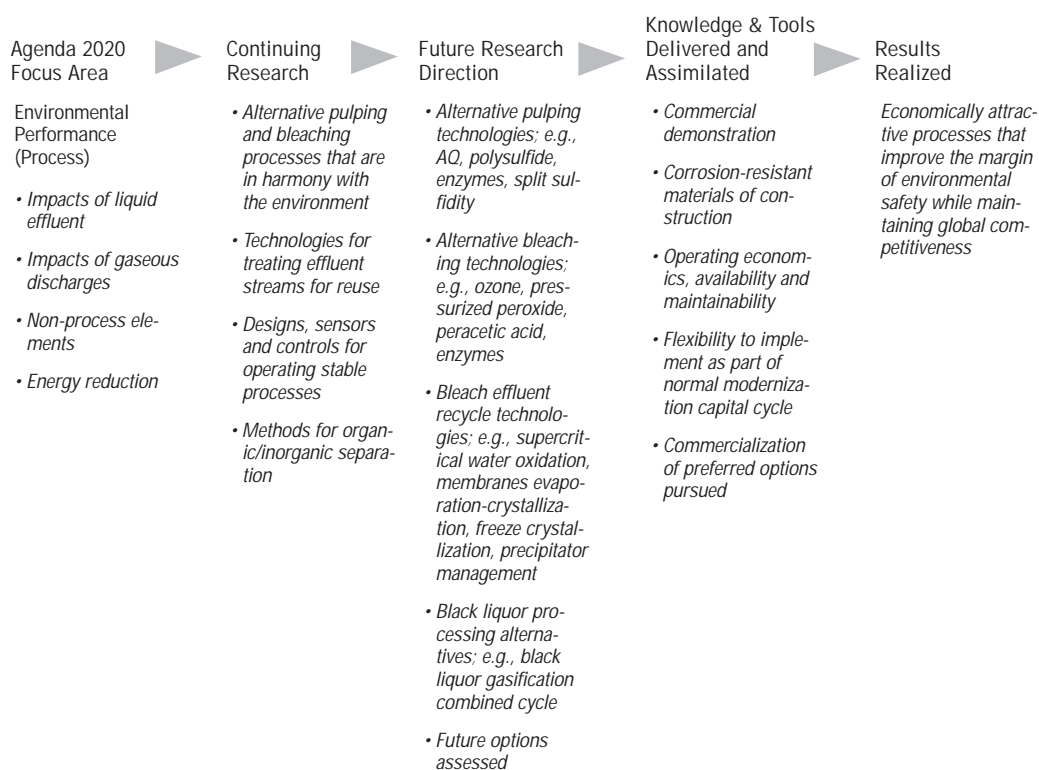 Agenda 2020
Focus Area
Environmental
Performance
(Process)
• Impacts of liquid
effluent
• Impacts of gaseous
discharges
• Non-process ele-
ments
• Energy reduction
Continuing
Research
• Alternative pulping
and bleaching
processes that are
in harmony with
the environment
• Technologies for
treating effluent
streams for reuse
• Designs, sensors
and controls for
operating stable
processes
• Methods for organ-
ic/inorganic separa-
tion
Future Research
Direction
• Alternative pulping
technologies; e.g.,
AQ, polysulfide,
enzymes, split sul-
fidity
• Alternative bleach-
ing technologies;
e.g., ozone, pres-
surized peroxide,
peracetic acid,
enzymes
• Bleach effluent
recycle technolo-
gies; e.g., supercrit-
ical water oxidation,
membranes evapo-
ration-crystalliza-
tion, freeze crystal-
lization, precipitator
management
• Black liquor pro-
cessing alterna-
tives; e.g., black
liquor gasification
combined cycle
• Future options
assessed
Knowledge & Tools
Delivered and
Assimilated
• Commercial
demonstration
• Corrosion-resistant
materials of con-
struction
• Operating econom-
ics, availability and
maintainability
• Flexibility to imple-
ment as part of
normal moderniza-
tion capital cycle
• Commercialization
of preferred options
pursued
Results
Realized
Economically attrac-
tive processes that
improve the margin
of environmental
safety while main-
taining global com-
petitiveness